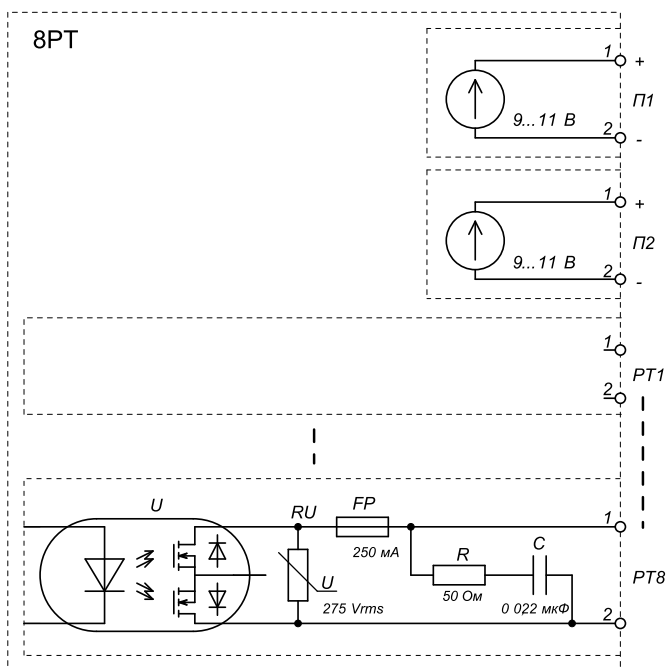 8РТ
1
+
П1
9...11 В
2
-
1
+
П2
9...11 В
2
-
1
РТ1
2
U
RU
FP
1
250 мА
R
C
U
РТ8
275 Vrms
50 Ом
0 022 мкФ
2